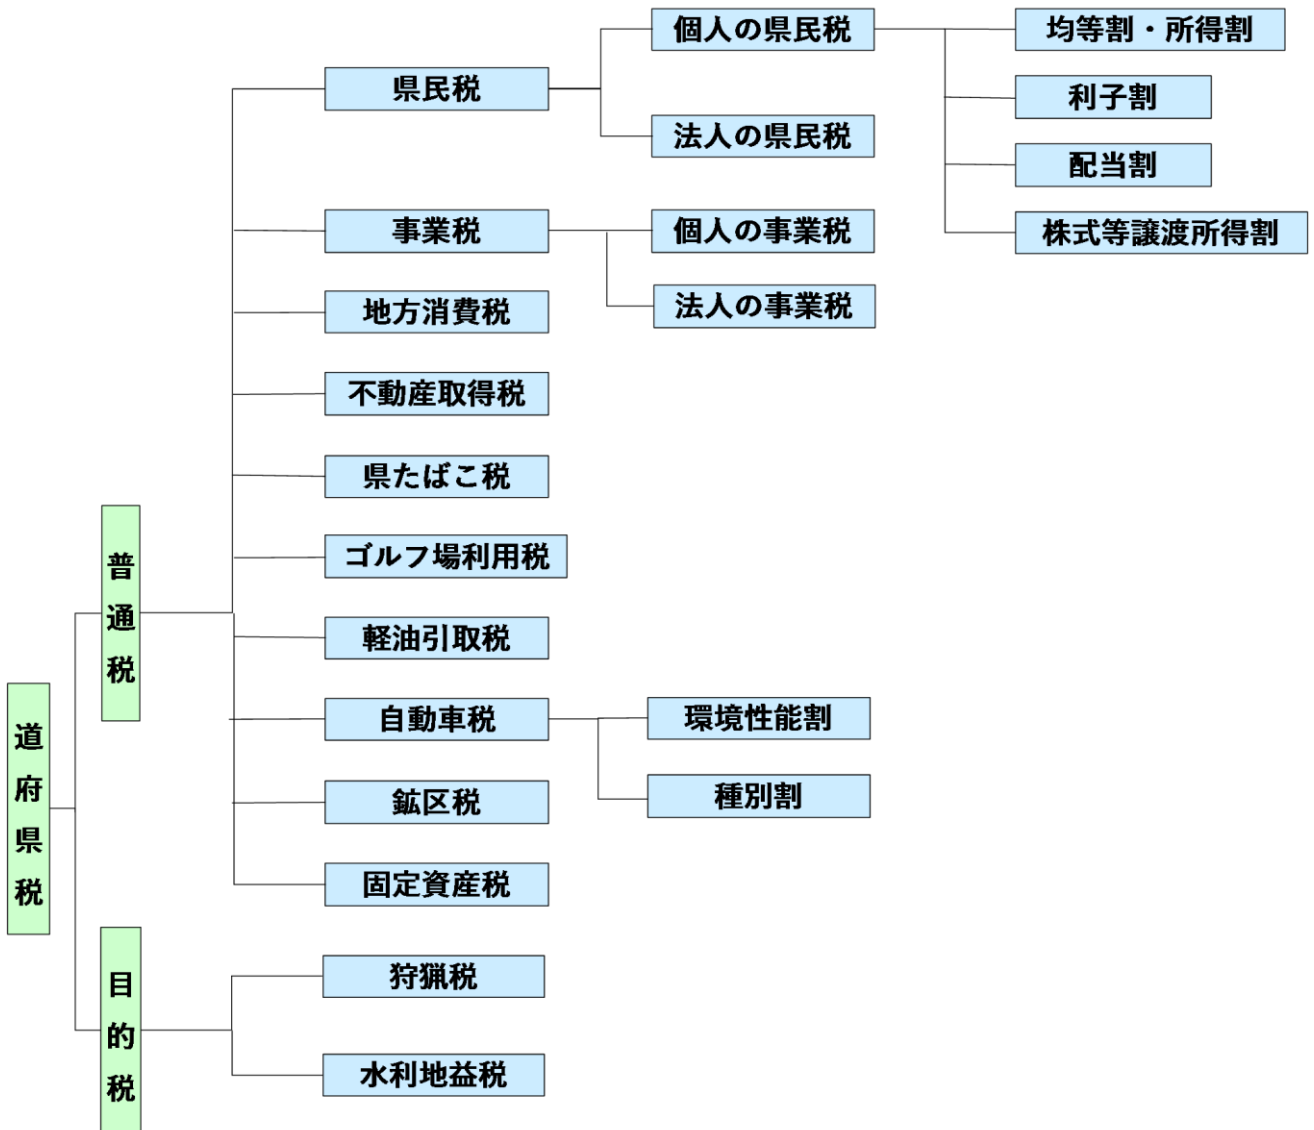 道府県税
普通税
県民税
個人の県民税
均等割・所得割
利子割
配当割
株式等譲渡所得割
法人の県民税
事業税
個人の事業税
法人の事業税
地方消費税
不動産取得税
県たばこ税
ゴルフ場利用税
軽油引取税
自動車税
環境性能割
種別割
鉱区税
固定資産税
目的税
狩猟税
水利地益税